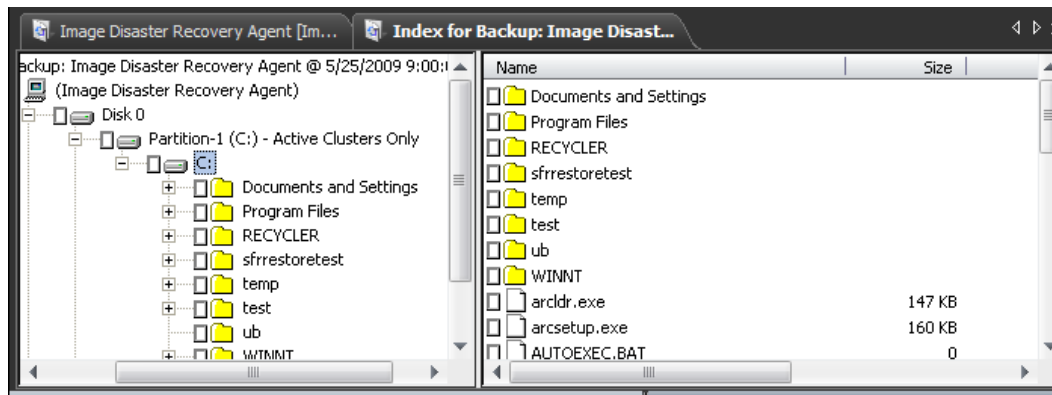 Image Disaster Recovery Agent [Im...
Index for Backup: Image Disast...
ackup: Image Disaster Recovery Agent @ 5/25/2009 9:00:
(Image Disaster Recovery Agent)
Disk 0
Partition-1 (C:) - Active Clusters Only
C:
Documents and Settings
Program Files
RECYCLER
sfrrestoretest
temp
test
ub
WINNT
Name Size
Documents and Settings
Program Files
RECYCLER
sfrrestoretest
temp
test
ub
WINNT
arcldr.exe 147 KB
arcsetup.exe 160 KB
AUTOEXEC.BAT 0